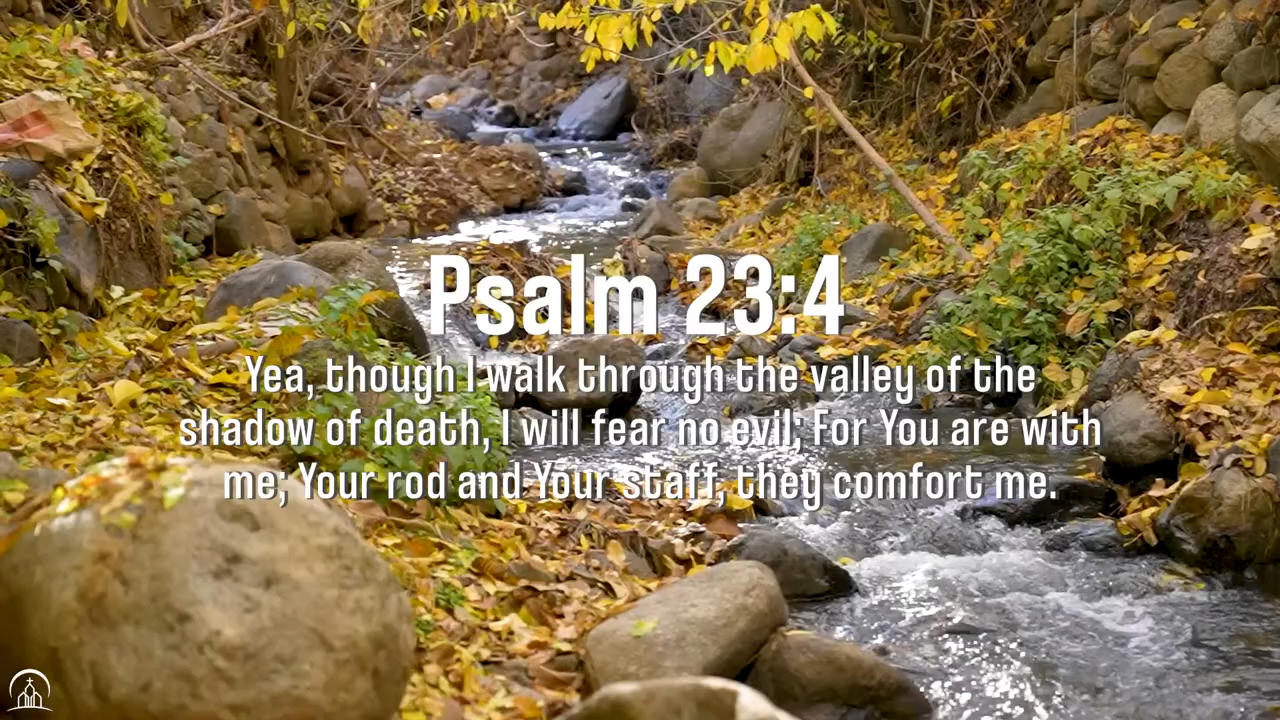 Psalm 23:4
Yea, though I walk through the valley of the
shadow of death, I will fear no evil; For You are with
me; Your rod and Your staff, they comfort me.